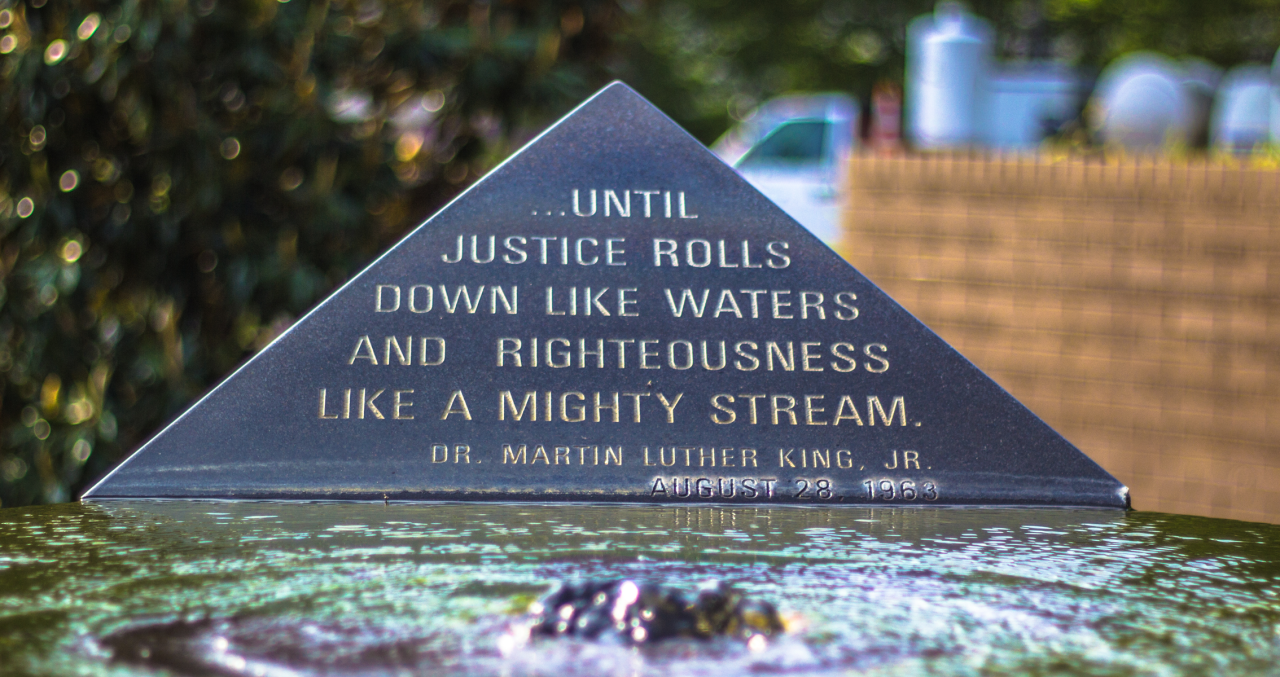 ...UNTIL
JUSTICE ROLLS
DOWN LIKE WATERS
AND RIGHTEOUSNESS
LIKE A MIGHTY STREAM.
DR. MARTIN LUTHER KING, JR.
AUGUST 28, 1963